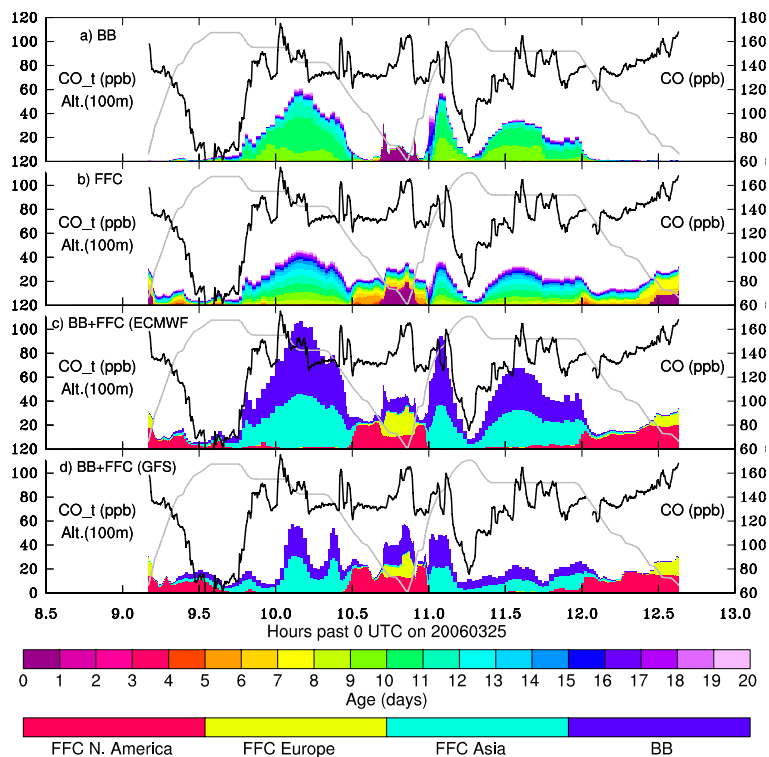 120 180
a) BB
100 160
CO_t (ppb) CO (ppb)
80 140
Alt.(100m)
60 120
40 100
20 80
120 60
b) FFC
100 160
CO_t (ppb) CO (ppb)
80 140
Alt.(100m)
60 120
40 100
20 80
120 60
c) BB+FFC (ECMWF
100 160
CO_t (ppb) CO (ppb)
80 140
Alt.(100m)
60 120
40 100
20 80
120 60
d) BB+FFC (GFS)
100 160
CO_t (ppb) CO (ppb)
80 140
Alt.(100m)
60 120
40 100
20 80
0 60
8.5 9.0 9.5 10.0 10.5 11.0 11.5 12.0 12.5 13.0
Hours past 0 UTC on 20060325
0 1 2 3 4 5 6 7 8 9 10 11 12 13 14 15 16 17 18 19 20
Age (days)
FFC N. America FFC Europe FFC Asia BB